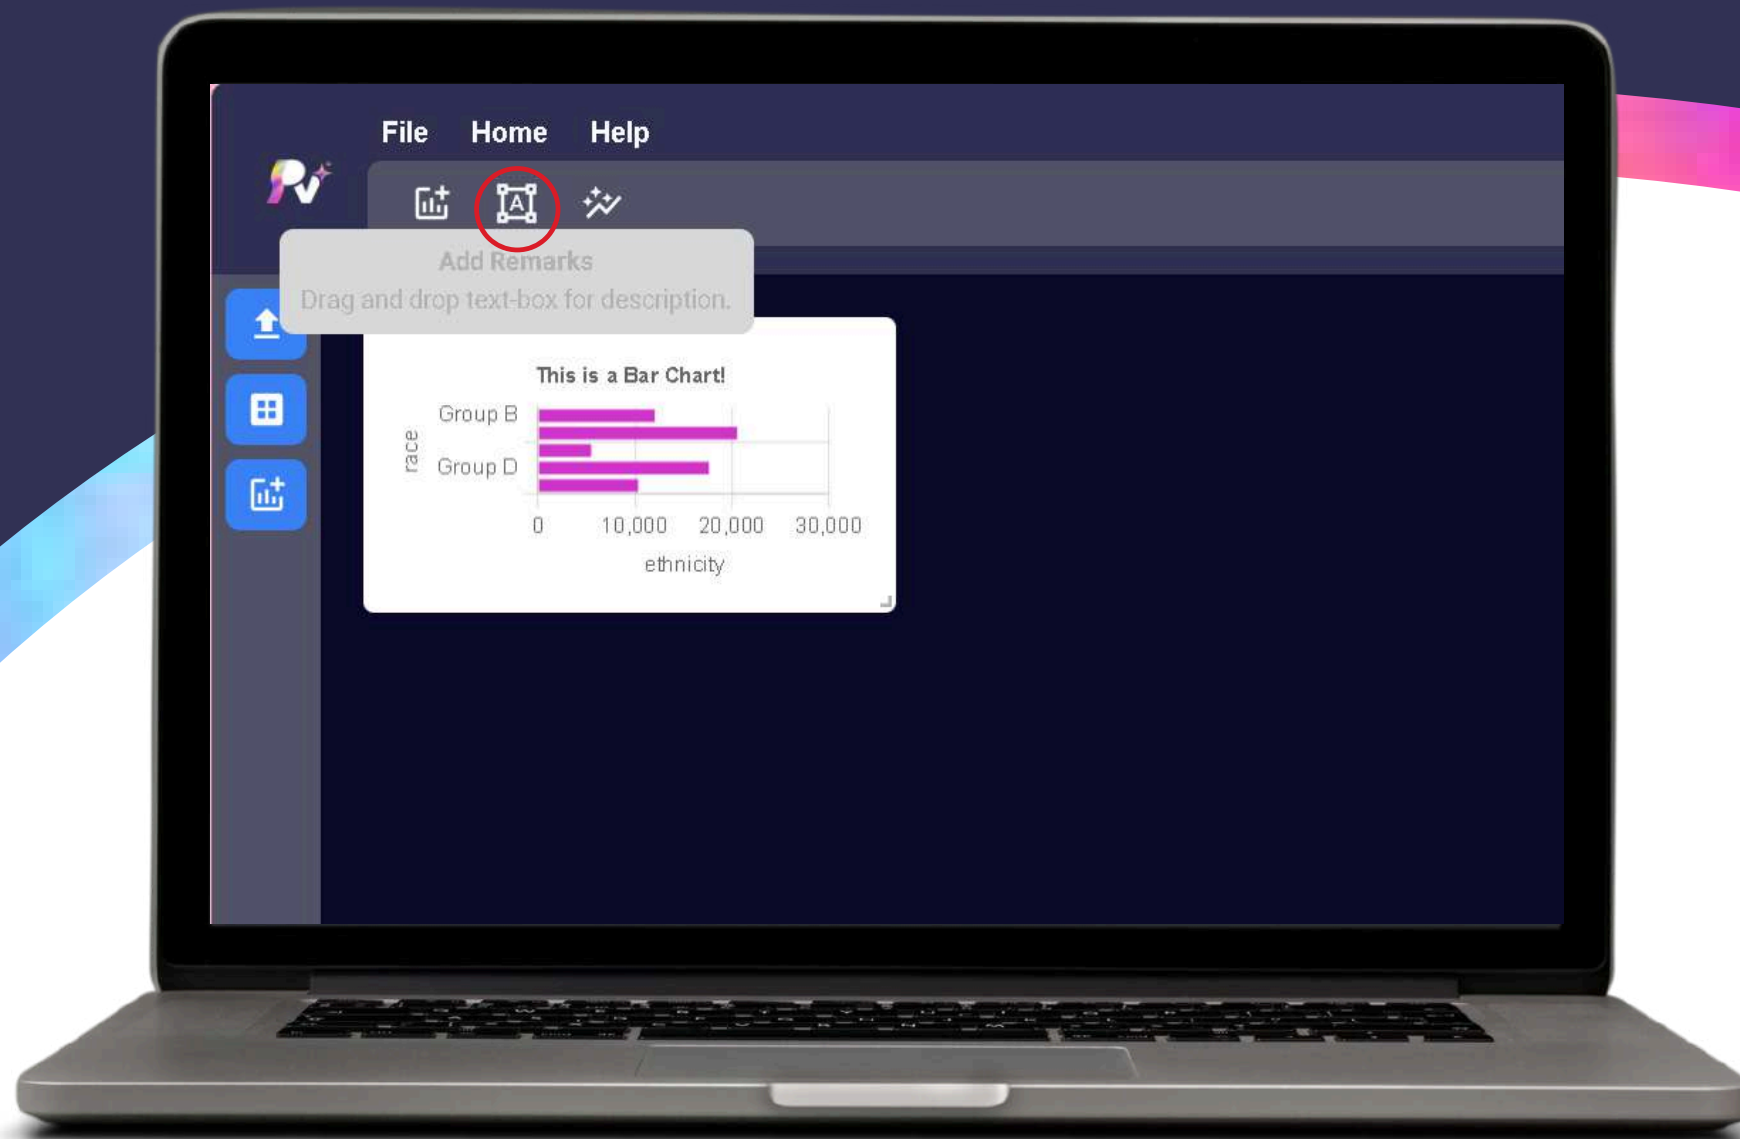 File Home Help
A
Add Remarks
Drag and drop text-box for description.
This is a Bar Chart!
race
Group B
Group D
0 10,000 20,000 30,000
ethnicity